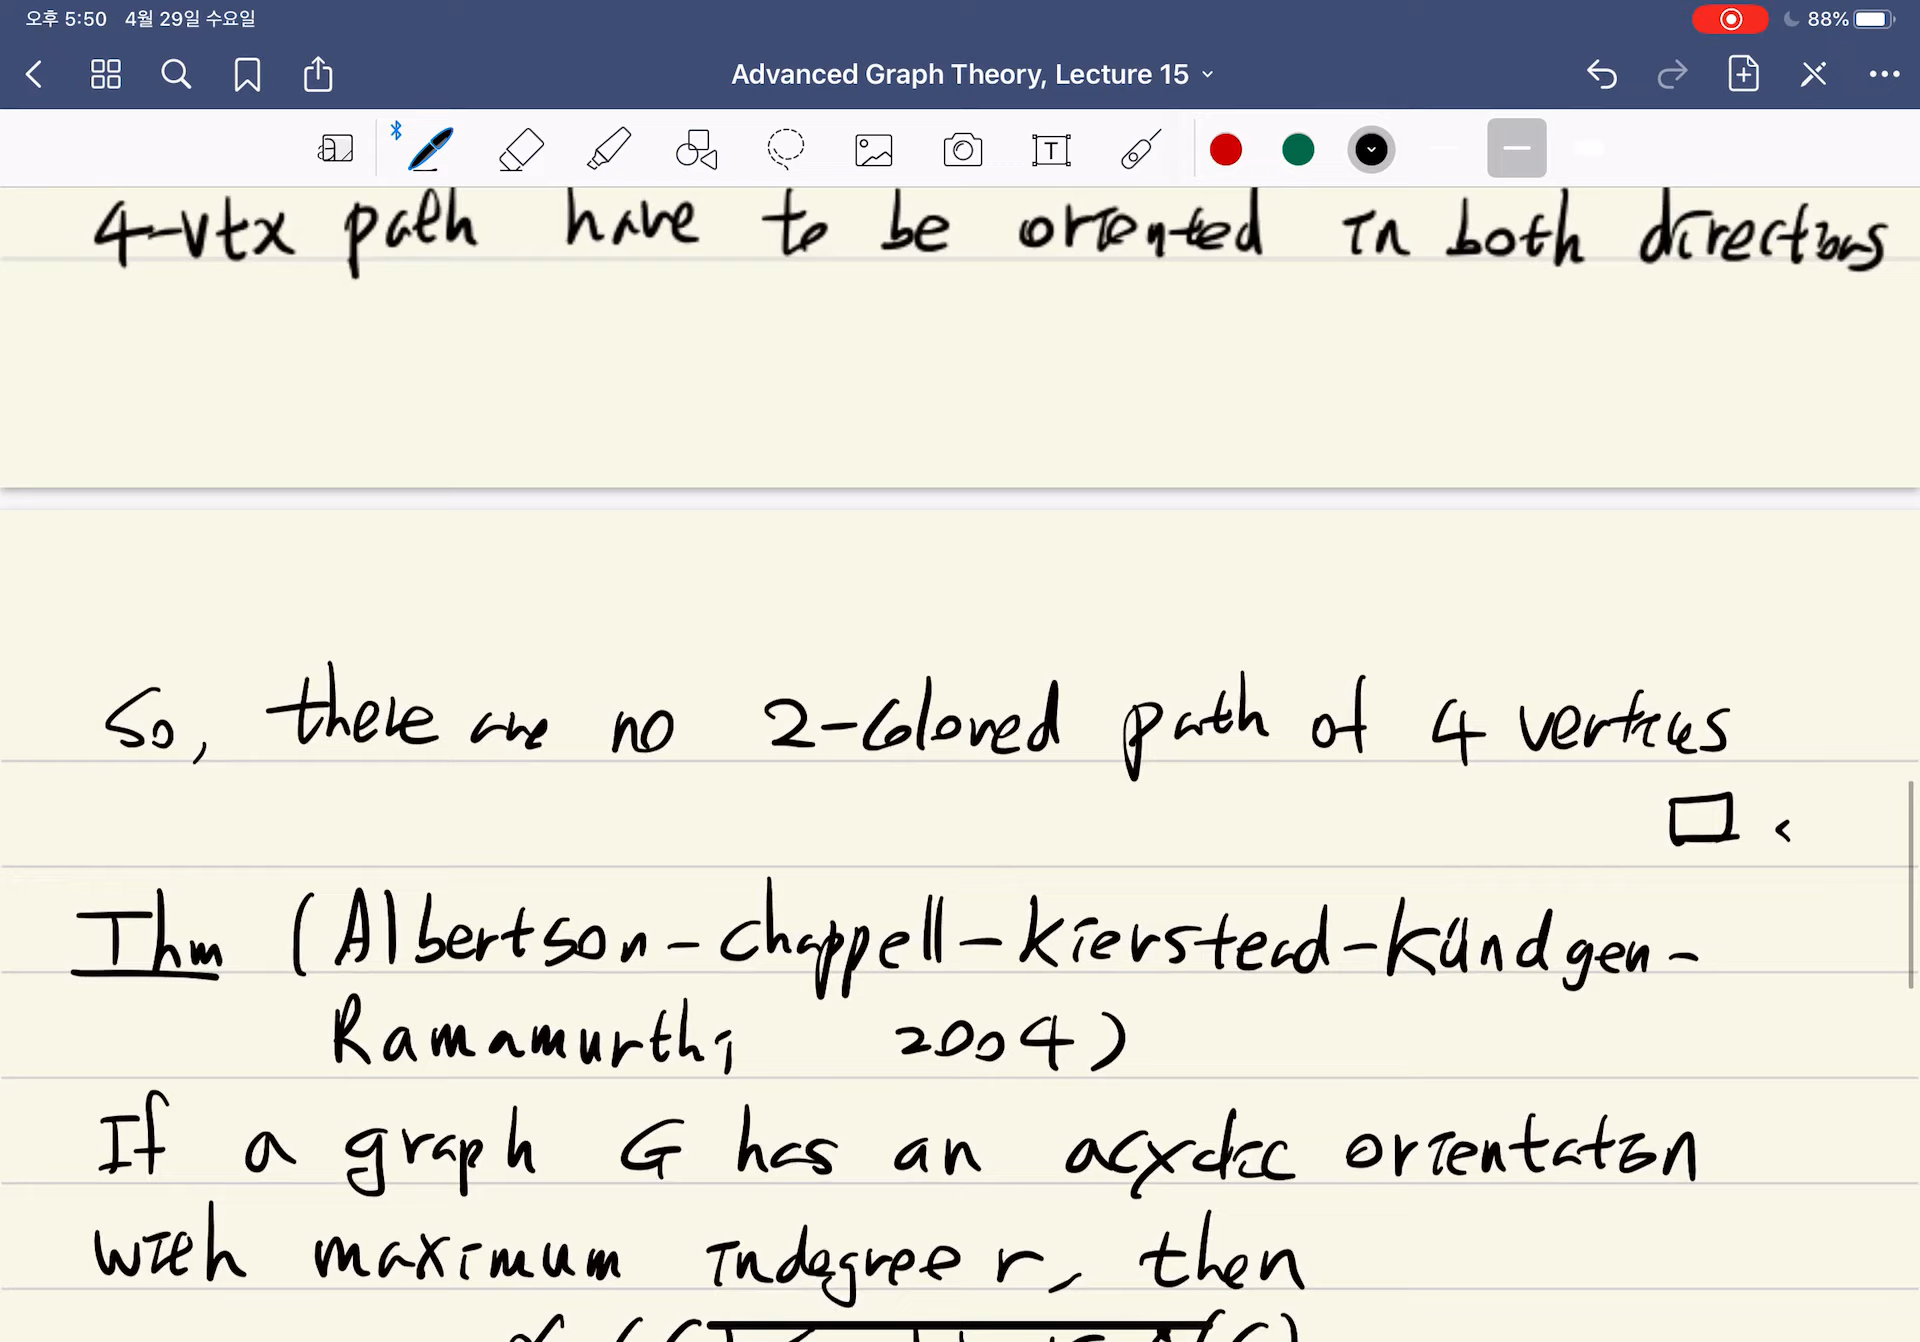 오후 5:50 4월 29일 수요일
88%
Advanced Graph Theory, Lecture 15
4-vtx path have to be oriented in both directions
So, there are no 2-colored path of 4 vertices
Thm (Albertson-Chappell-Kierstead-Kündgen-
Ramamurthi, 2004)
If a graph G has an acyclic orientation
with maximum indegree r, then